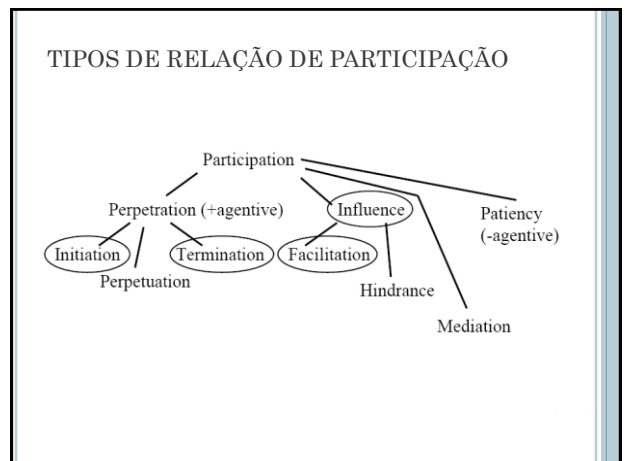 TIPOS DE RELAÇÃO DE PARTICIPAÇÃO
Participation
Perpetration (+agentive)
Influence
Patiency
(-agentive)
Initiation
Termination
Facilitation
Perpetuation
Hindrance
Mediation